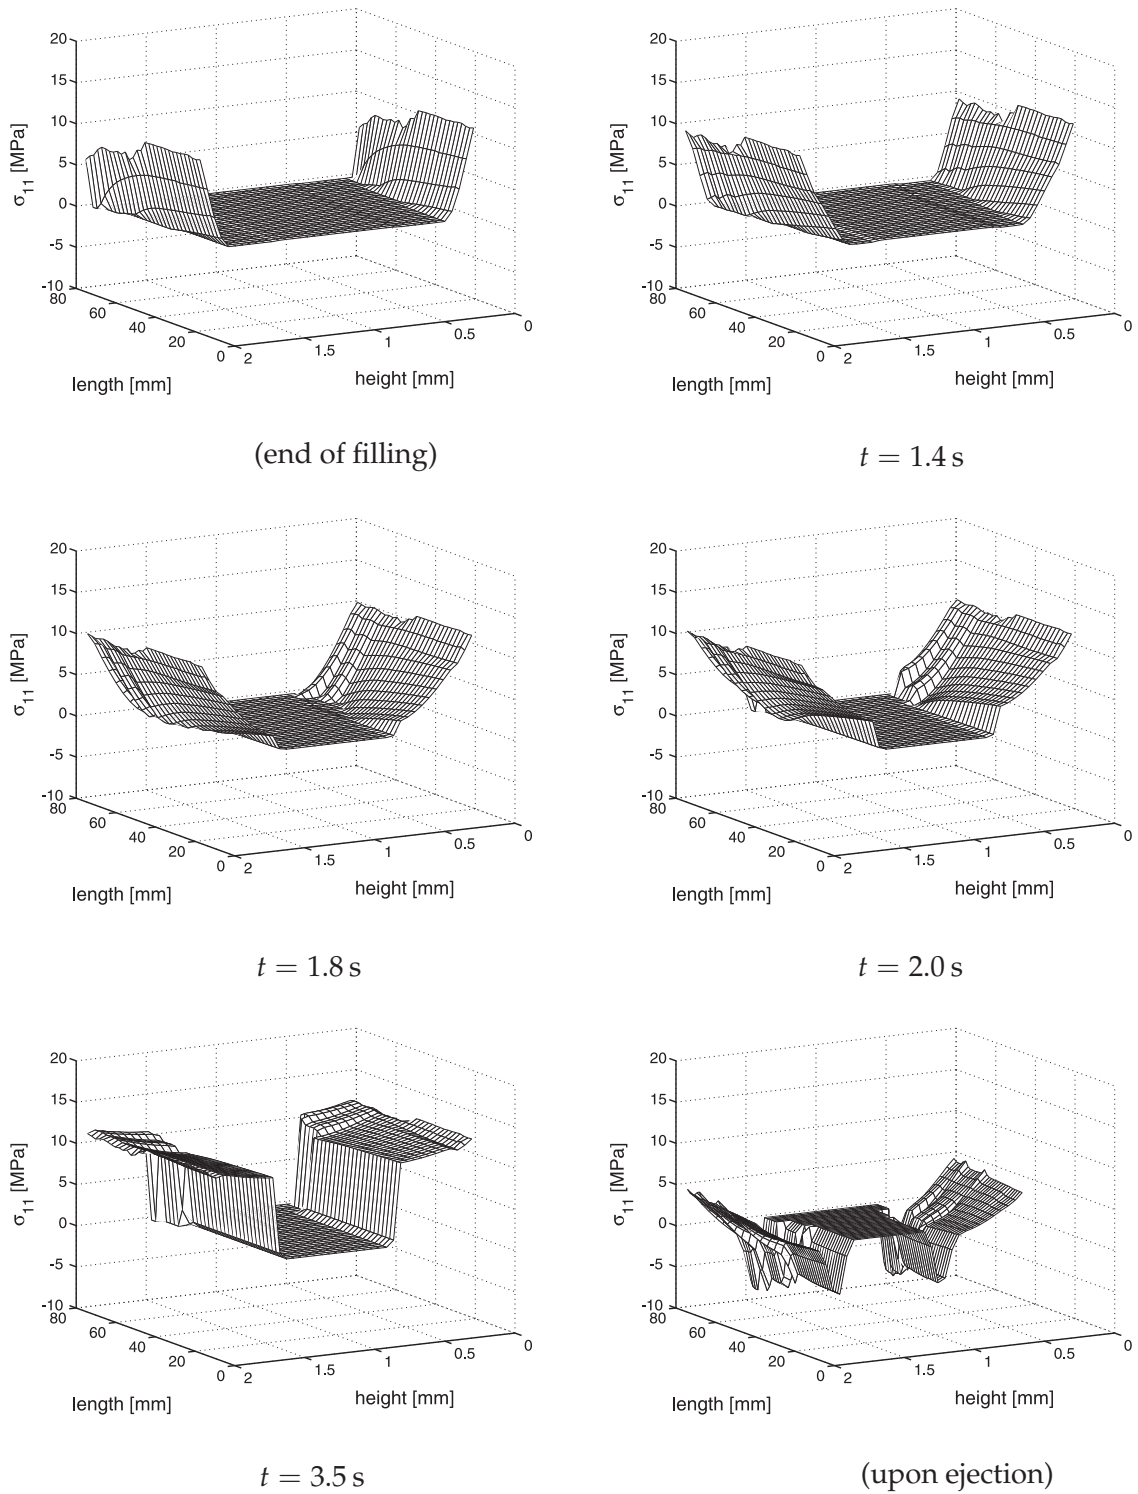 20 20
15 15
10 10
5 5
0 0
-5 -5
-10 -10
σ11 [MPa] σ11 [MPa]
80 60 40 20 0 80 60 40 20 0
2 1.5 1 0.5 0 2 1.5 1 0.5 0
length [mm] height [mm] length [mm] height [mm]
(end of filling) t = 1.4 s
20 20
15 15
10 10
5 5
0 0
-5 -5
-10 -10
σ11 [MPa] σ11 [MPa]
80 60 40 20 0 80 60 40 20 0
2 1.5 1 0.5 0 2 1.5 1 0.5 0
length [mm] height [mm] length [mm] height [mm]
t = 1.8 s t = 2.0 s
20 20
15 15
10 10
5 5
0 0
-5 -5
-10 -10
σ11 [MPa] σ11 [MPa]
80 60 40 20 0 80 60 40 20 0
2 1.5 1 0.5 0 2 1.5 1 0.5 0
length [mm] height [mm] length [mm] height [mm]
t = 3.5 s (upon ejection)